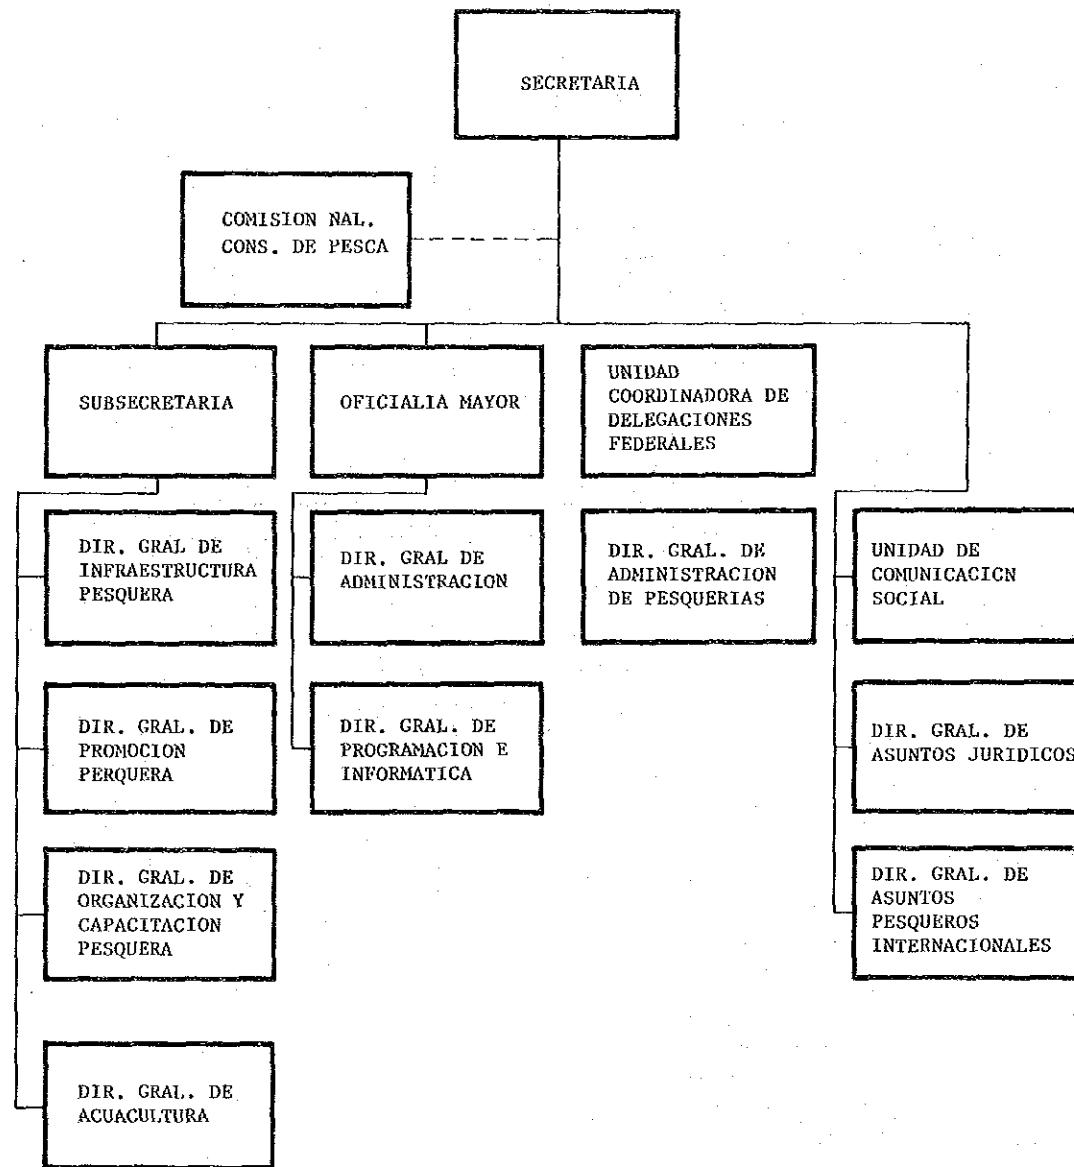 SECRETARIA
COMISION NAL.
CONS. DE PESCA
SUBSECRETARIA
OFICIALIA MAYOR
UNIDAD
COORDINADORA DE
DELEGACIONES
FEDERALES
DIR. GRAL DE
INFRAESTRUCTURA
PESQUERA
DIR. GRAL DE
ADMINISTRACION
DIR. GRAL. DE
ADMINISTRACION
DE PESQUERIAS
UNIDAD DE
COMUNICACICN
SOCIAL
DIR. GRAL. DE
PROMOCION
PERQUERA
DIR. GRAL. DE
PROGRAMACION E
INFORMATICA
DIR. GRAL. DE
ASUNTOS JURIDICOS
DIR. GRAL. DE
ORGANIZACION Y
CAPACITACION
PESQUERA
DIR. GRAL. DE
ASUNTOS
PESQUEROS
INTERNACIONALES
DIR. GRAL. DE
ACUACULTURA